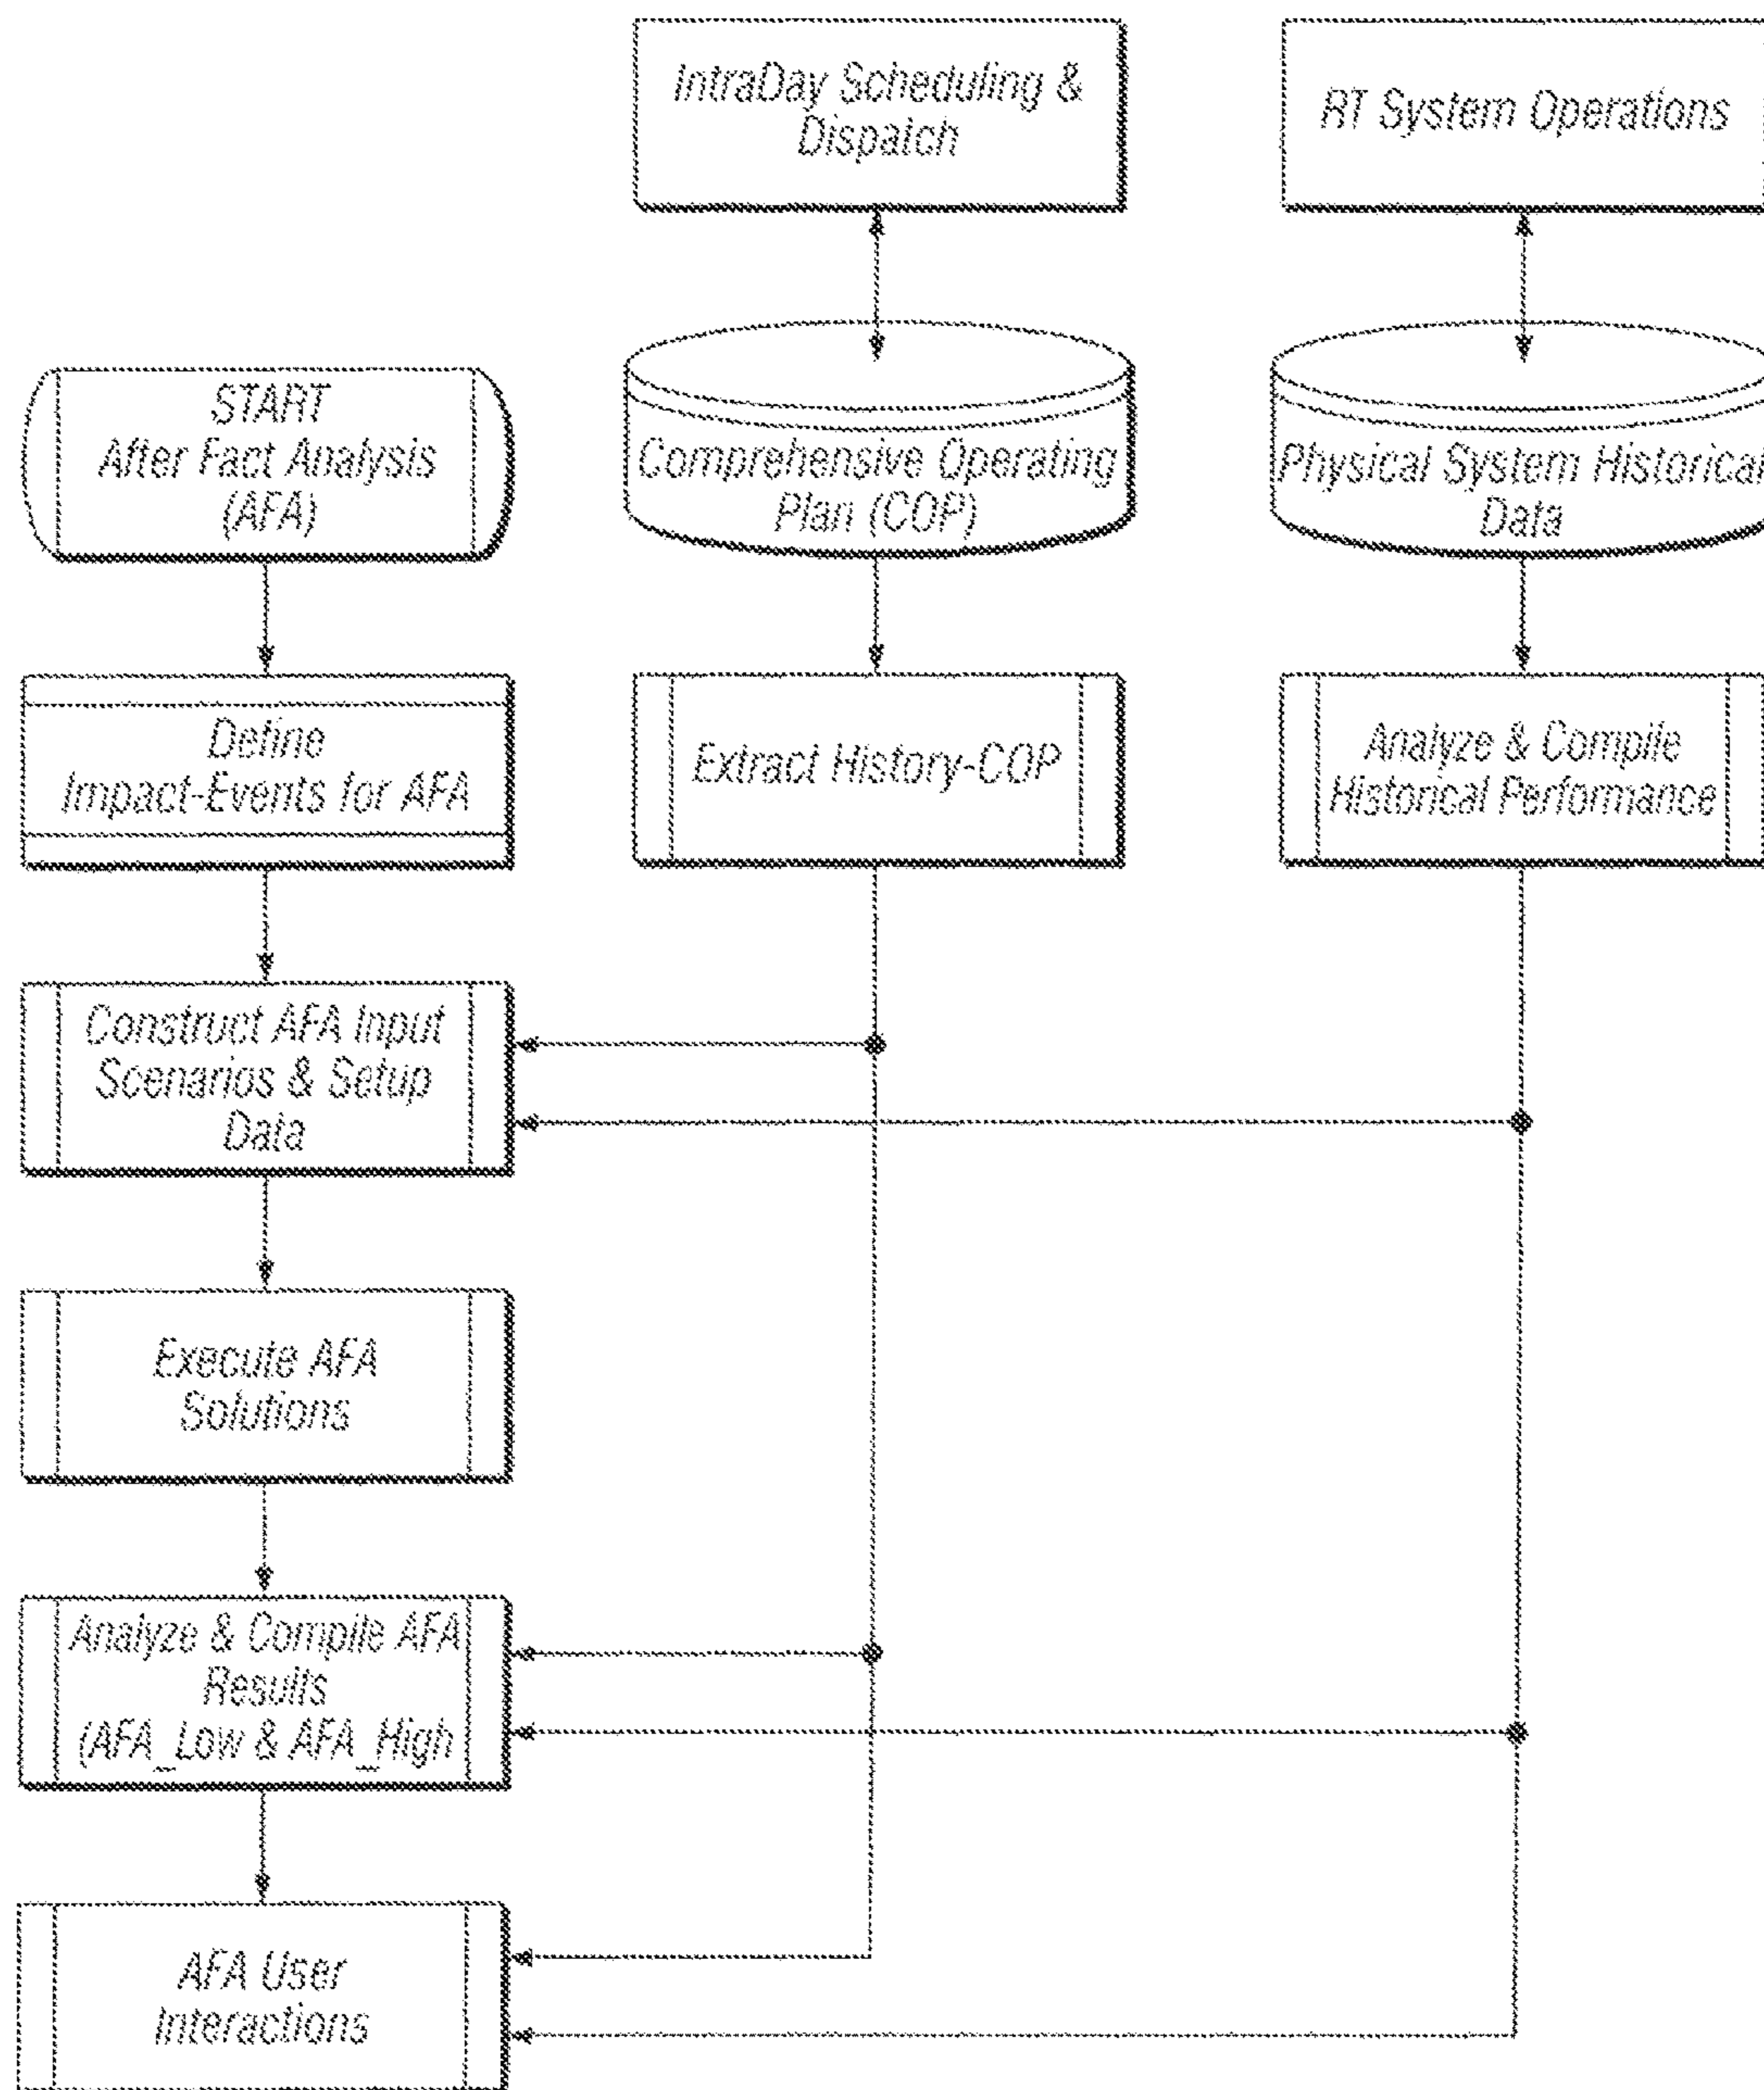 IntraDay Scheduling &
Dispatch
RT System Operations
START
After Fact Analysis
(AFA)
Comprehensive Operating
Plan (COP)
Physical System Historical
Data
Define
Impact-Events for AFA
Extract History-COP
Analyze & Compile
Historical Performance
Construct AFA Input
Scenarios & Setup
Data
Execute AFA
Solutions
Analyze & Compile AFA
Results
(AFA_Low & AFA_High
AFA User
Interactions